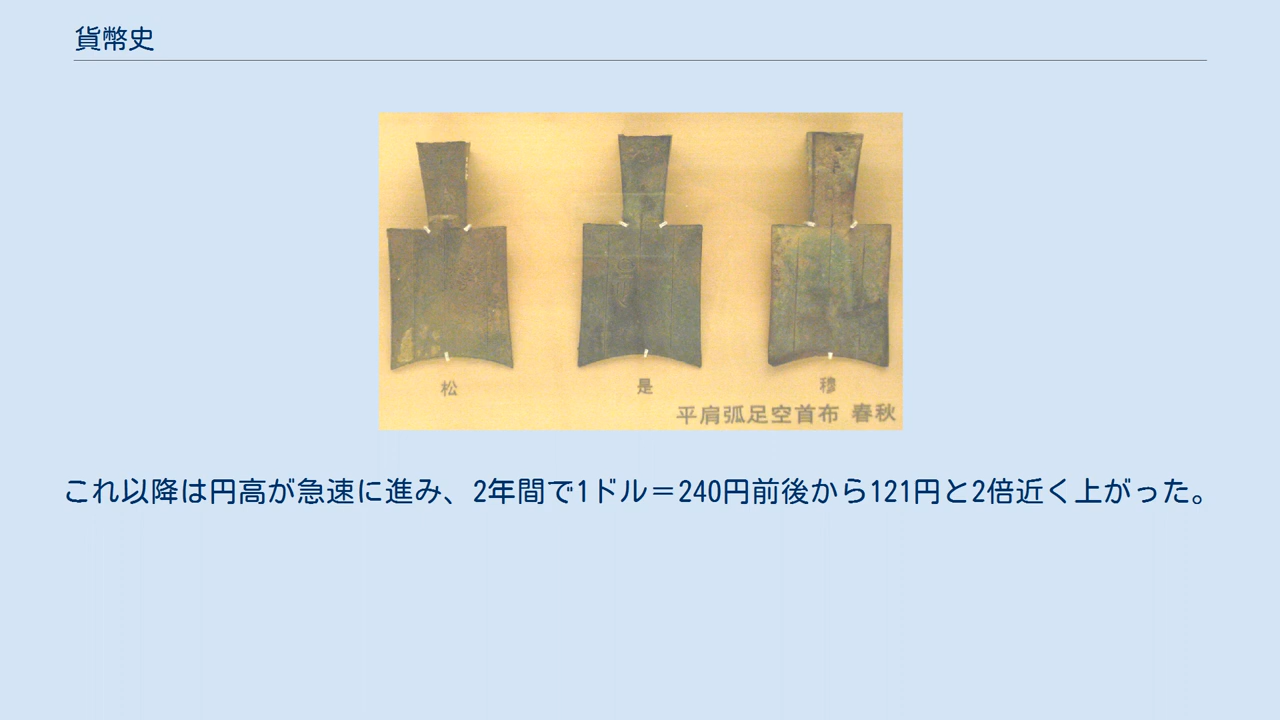 貨幣史
松 是 穆
平肩弧足空首布 春秋
これ以降は円高が急速に進み、2年間で1ドル＝240円前後から121円と2倍近く上がった。